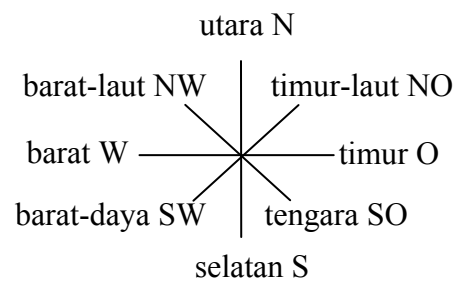 utara N
barat-laut NW timur-laut NO
barat W timur O
barat-daya SW tengara SO
selatan S